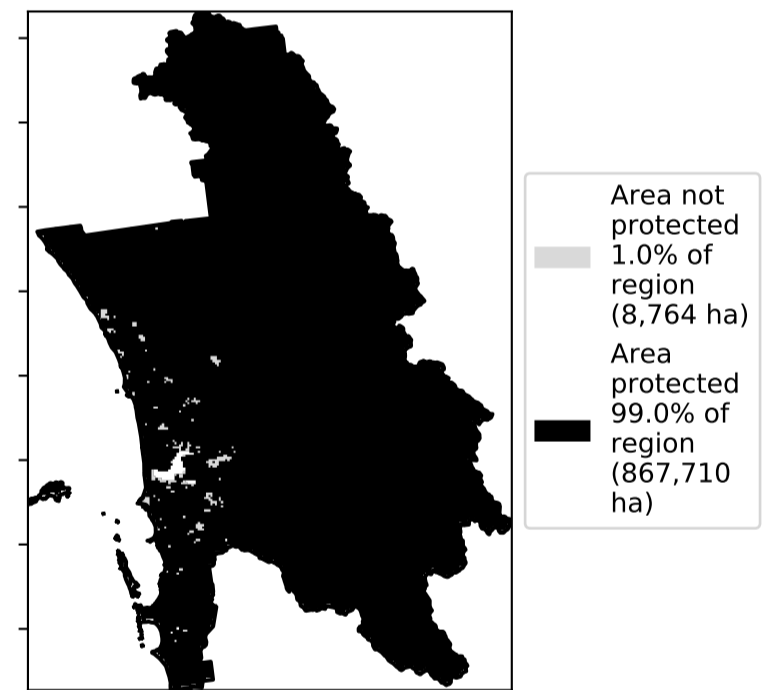 Area not
protected
1.0% of
region
(8,764 ha)
Area
protected
99.0% of
region
(867,710
ha)